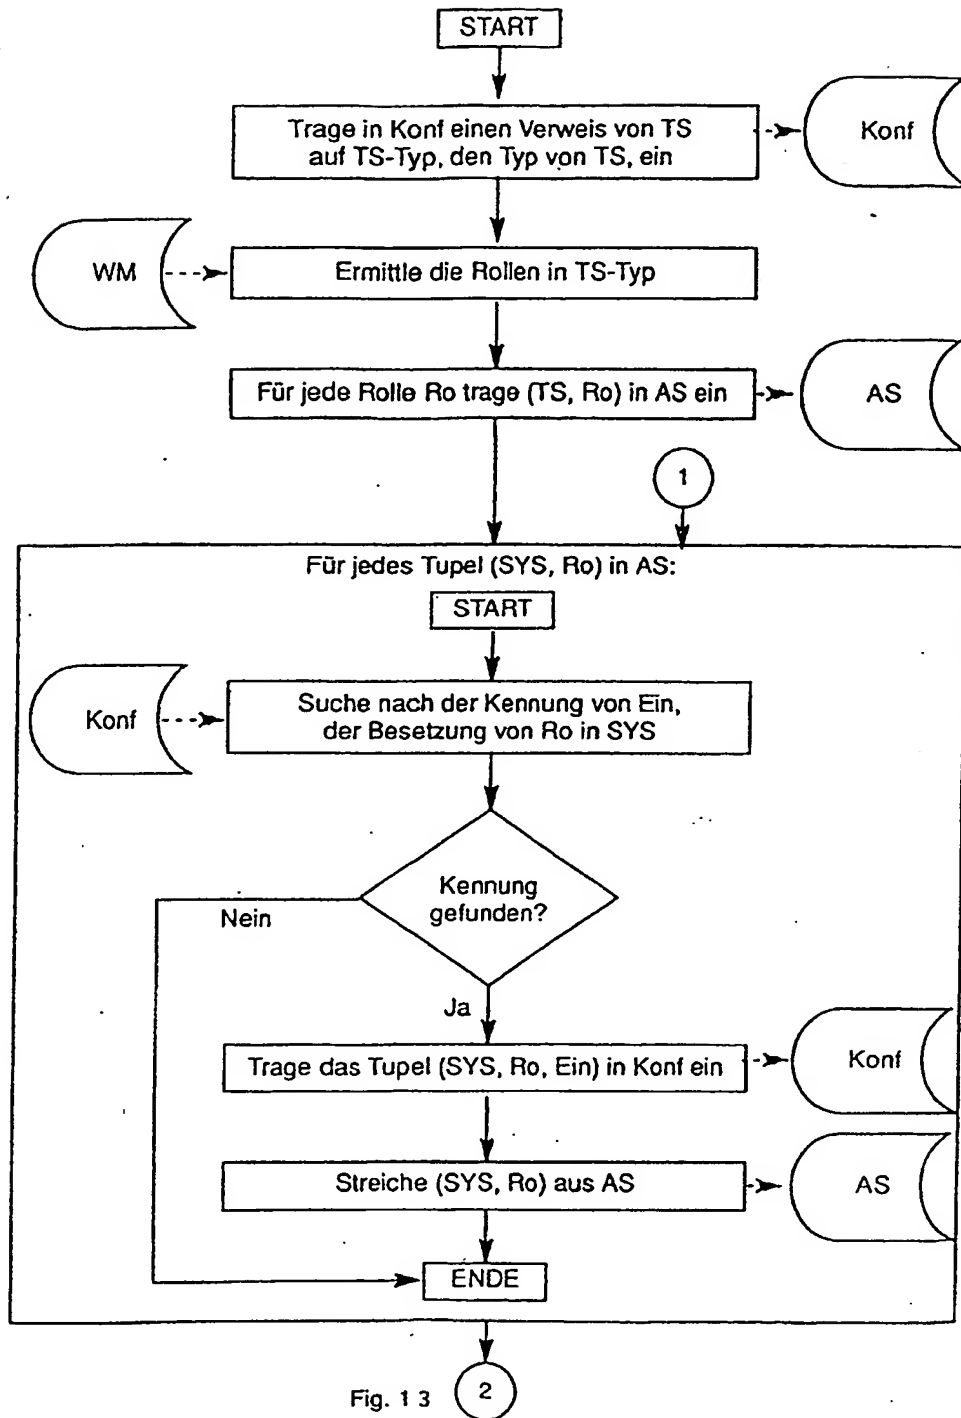 START
Trage in Konf einen Verweis von TS
auf TS-Typ, den Typ von TS, ein
Konf
WM
Ermittle die Rollen in TS-Typ
Für jede Rolle Ro trage (TS, Ro) in AS ein
AS
1
Für jedes Tupel (SYS, Ro) in AS:
START
Konf
Suche nach der Kennung von Ein,
der Besetzung von Ro in SYS
Kennung
gefunden?
Nein
Ja
Trage das Tupel (SYS, Ro, Ein) in Konf ein
Konf
Streiche (SYS, Ro) aus AS
AS
ENDE
Fig. 13
2